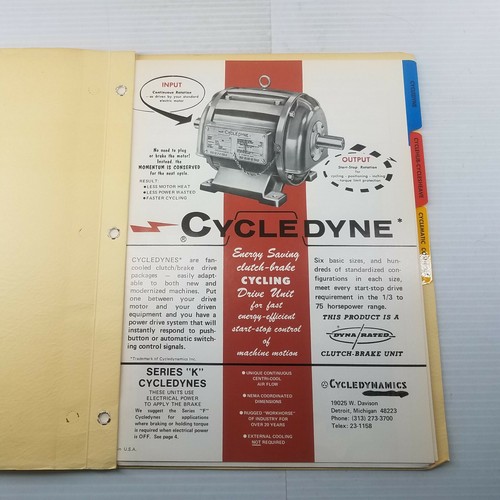 INPUT
Continuous Rotation
- as driven by your standard
electric motor
No need to plug
or brake the motor!
Instead, the
MOMENTUM IS CONSERVED
for the next cycle.
RESULT:
• LESS MOTOR HEAT
• LESS POWER WASTED
• FASTER CYCLING
CYCLEDYNE
OUTPUT
Start-Stop Rotation
for
cycling - positioning - inching
torque limit protection
® CYCLEDYNE*
CYCLEDYNES* are fan-
cooled clutch/brake drive
packages — easily adapt-
able to both new and
modernized machines. Put
one between your drive
motor and your driven
equipment and you have a
power drive system that will
instantly respond to push-
button or automatic switch-
ing control signals.
*Trademark of Cycledynamics Inc.
Energy Saving
clutch-brake
CYCLING
Drive Unit
for fast
energy-efficient
start-stop control
of
machine motion
Six basic sizes, and hun-
dreds of standardized con-
figurations in each size,
meet every start-stop drive
requirement in the 1/3 to
75 horsepower range.
THIS PRODUCT IS A
DYNA RATED
CLUTCH-BRAKE UNIT
SERIES "K"
CYCLEDYNES
THESE UNITS USE
ELECTRICAL POWER
TO APPLY THE BRAKE
We suggest the Series "F"
Cycledynes for applications
where braking or holding torque
is required when electrical power
is OFF. See page 4.
• UNIQUE CONTINUOUS
CENTRI-COOL
AIR FLOW
• NEMA COORDINATED
DIMENSIONS
• RUGGED "WORKHORSE"
OF INDUSTRY FOR
OVER 20 YEARS
• EXTERNAL COOLING
NOT REQUIRED
CYCLEDYNAMICS
19025 W. Davison
Detroit, Michigan 48223
Phone: (313) 273-3700
Telex: 23-1158
U.S.A.